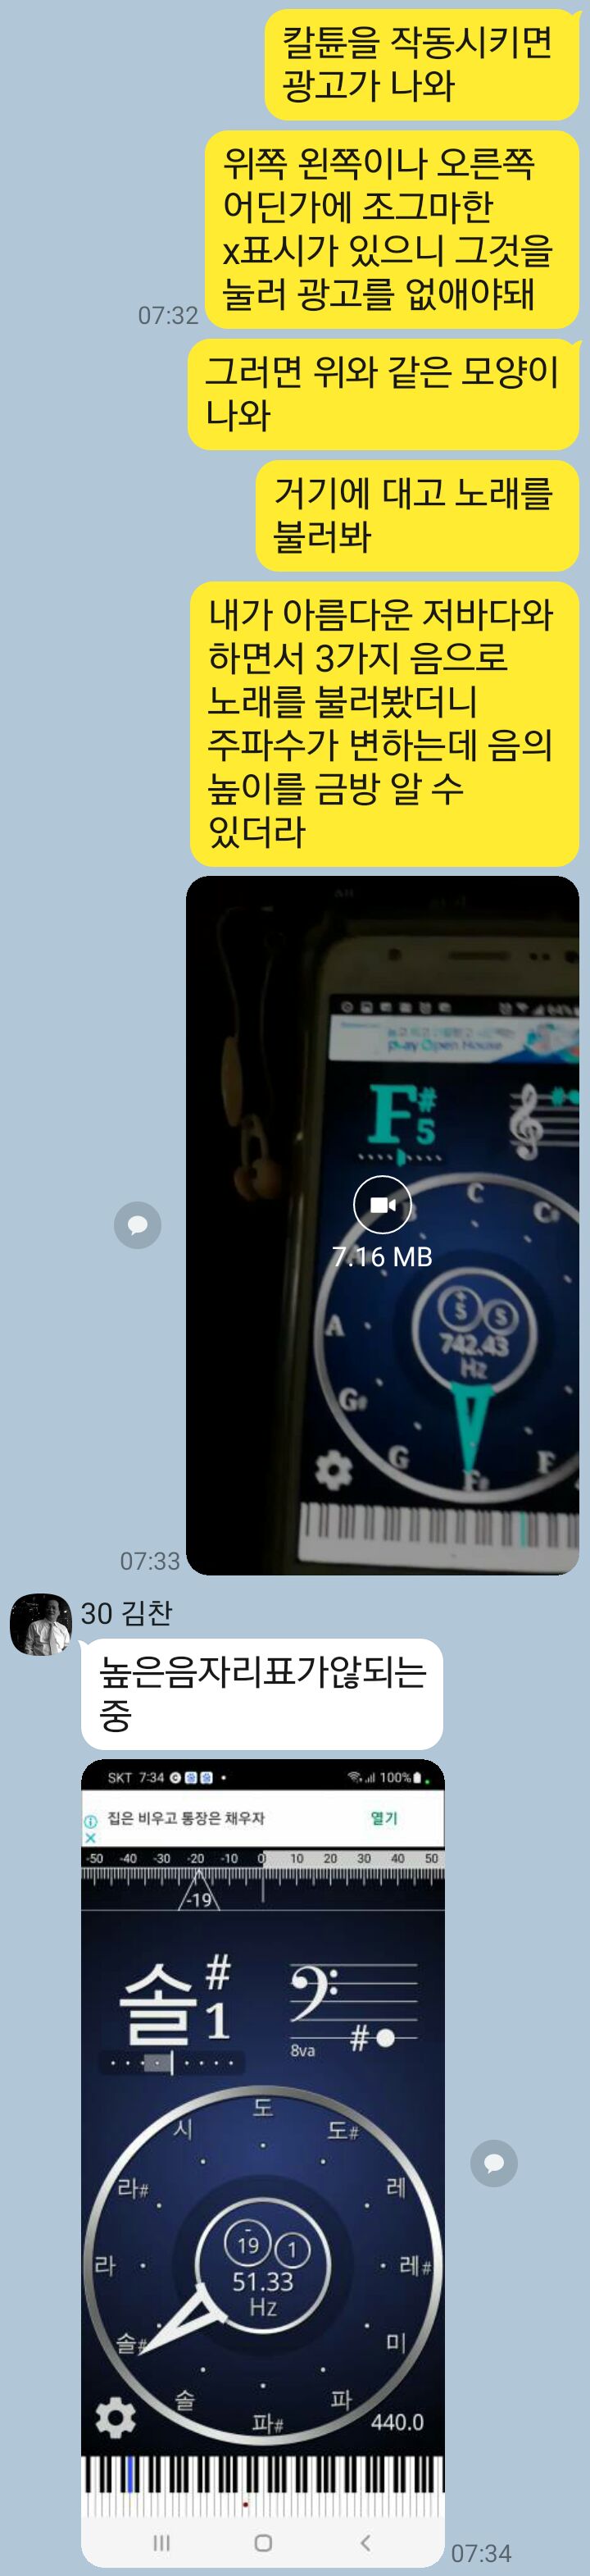 칼튠을 작동시키면
광고가 나와
위쪽 왼쪽이나 오른쪽
어딘가에 조그마한
x표시가 있으니 그것을
눌러 광고를 없애야돼
07:32
그러면 위와 같은 모양이
나와
거기에 대고 노래를
불러봐
내가 아름다운 저바다와
하면서 3가지 음으로
노래를 불러봤더니
주파수가 변하는데 음의
높이를 금방 알 수
있더라
Play Open House
F#
5
C
C#
7.16 MB
5 5
A
742.43
Hz
G#
G
F
F#
07:33
30 김찬
높은음자리표가않되는
중
SKT 7:34
100%
집은 비우고 통장은 채우자
열기
-50 -40 -30 -20 -10 0 10 20 30 40 50
-19
솔#
1
8va
#
도
시
도#
라#
레
-
19 1
라
레#
51.33
Hz
솔#
미
솔
파
파#
440.0
07:34